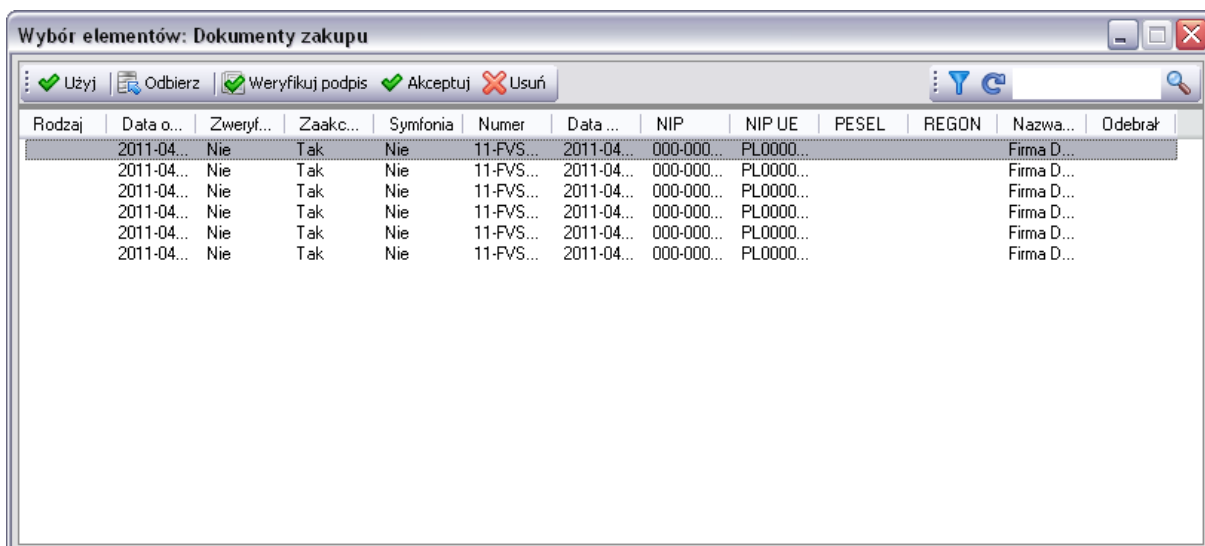 Wybór elementów: Dokumenty zakupu
Użyj Odbierz Weryfikuj podpis Akceptuj Usuń
Rodzaj Data o... Zweryf... Zaakc... Symfonia Numer Data ... NIP NIP UE PESEL REGON Nazwa... Odebrał
2011-04... Nie Tak Nie 11-FVS... 2011-04... 000-000... PL0000... Firma D...
2011-04... Nie Tak Nie 11-FVS... 2011-04... 000-000... PL0000... Firma D...
2011-04... Nie Tak Nie 11-FVS... 2011-04... 000-000... PL0000... Firma D...
2011-04... Nie Tak Nie 11-FVS... 2011-04... 000-000... PL0000... Firma D...
2011-04... Nie Tak Nie 11-FVS... 2011-04... 000-000... PL0000... Firma D...
2011-04... Nie Tak Nie 11-FVS... 2011-04... 000-000... PL0000... Firma D...